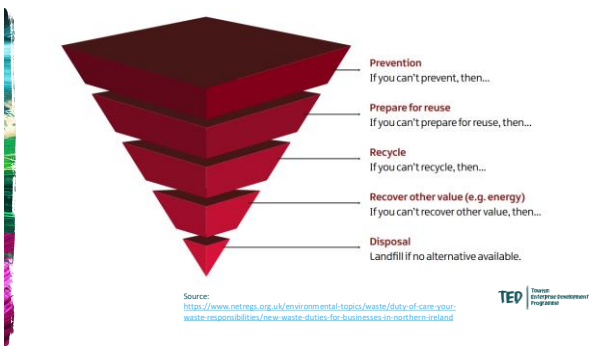 Prevention
If you can't prevent, then...
Prepare for reuse
If you can't prepare for reuse, then...
Recycle
If you can't recycle, then...
Recover other value (e.g. energy)
If you can't recover other value, then...
Disposal
Landfill if no alternative available.
Source:
https://www.netregs.org.uk/environmental-topics/waste/duty-of-care-your-
waste-responsibilities/new-waste-duties-for-businesses-in-northern-ireland
TED
Tourism
Enterprise Development
Programme